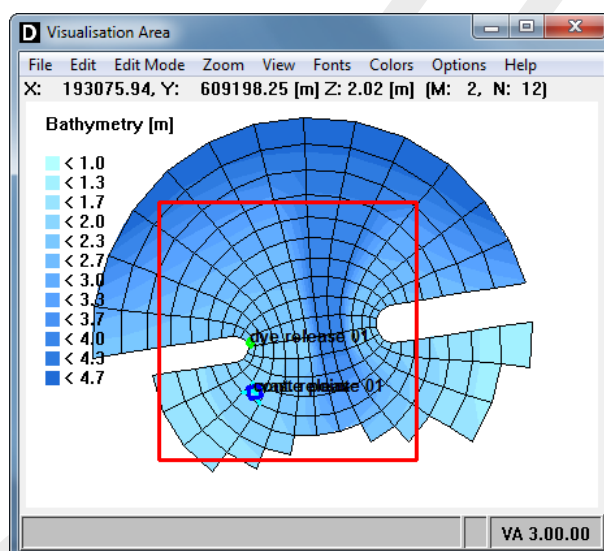 D Visualisation Area
File Edit Edit Mode Zoom View Fonts Colors Options Help
X: 193075.94, Y: 609198.25 [m] Z: 2.02 [m] (M: 2, N: 12)
Bathymetry [m]
< 1.0
< 1.3
< 1.7
< 2.0
< 2.3
< 2.7
< 3.0
< 3.3
< 3.7
< 4.0
< 4.3
< 4.7
dye release 01
01
VA 3.00.00